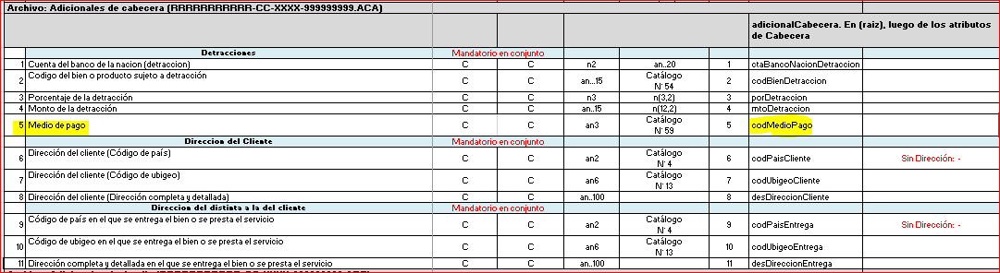 Archivo: Adicionales de cabecera (RRRRRRRRRRR-CC-XXXX-999999999.ACA)
adicionalCabecera. En (raiz), luego de los atributos
de Cabecera
Detracciones Mandatorio en conjunto
1 Cuenta del banco de la nacion (detraccion) C C n2 an..20 1 ctaBancoNacionDetraccion
2 Codigo del bien o producto sujeto a detracción C C an...15 Catálogo N° 54 2 codBienDetraccion
3 Porcentaje de la detracción C C n3 n(3,2) 3 porDetraccion
4 Monto de la detracción C C an..15 n(12,2) 4 mtoDetraccion
5 Medio de pago C C an3 Catálogo N° 59 5 codMedioPago
Direccion del Cliente Mandatorio en conjunto
6 Dirección del cliente (Código de país) C C an2 Catálogo N° 4 6 codPaisCliente Sin Dirección: -
7 Dirección del cliente (Código de ubigeo) C C an6 Catálogo N° 13 7 codUbigeoCliente
8 Dirección del cliente (Dirección completa y detallada) C C an..100 8 desDireccionCliente
Direccion del distinta a la del cliente Mandatorio en conjunto
9 Código de país en el que se entrega el bien o se presta el servicio C C an2 Catálogo N° 4 9 codPaisEntrega Sin Dirección: -
10 Código de ubigeo en el que se entrega el bien o se presta el servicio C C an6 Catálogo N° 13 10 codUbigeoEntrega
11 Dirección completa y detallada en el que se entrega el bien o se presta el servicio C C an..100 11 desDireccionEntrega